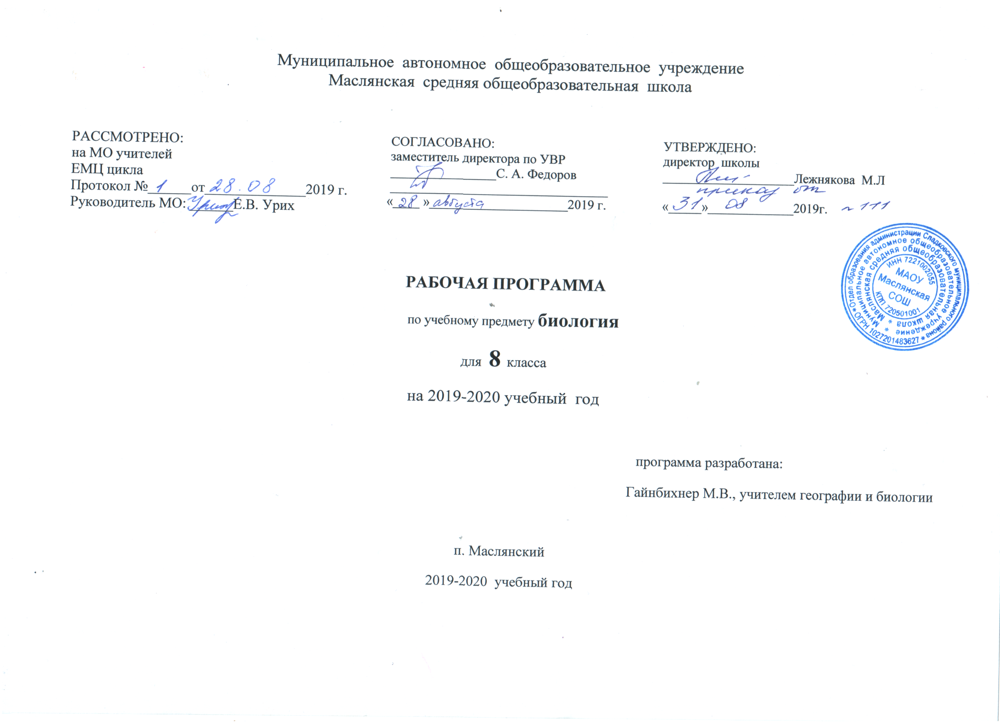 Муниципальное автономное общеобразовательное учреждение
Маслянская средняя общеобразовательная школа
РАССМОТРЕНО:
на МО учителей
ЕМЦ цикла
Протокол №______1______от 28.08 2019 г.
Руководитель МО:______Е.В. Урих
СОГЛАСОВАНО:
заместитель директора по УВР
________________С. А. Федоров
«28» августа 2019 г.
УТВЕРЖДЕНО:
директор школы
____________________Лежнякова М.Л
приказ от
«31» 08 2019г. № 111
Отдел образования администрации Сладковского муниципального района * ОГРН 1027201483627 *
Муниципальное автономное общеобразовательное учреждение *
Маслянская средняя общеобразовательная школа *
ИНН 7221002055
МАОУ
Маслянская
СОШ
КПП 720501001
РАБОЧАЯ ПРОГРАММА
по учебному предмету биология
для 8 класса
на 2019-2020 учебный год
программа разработана:
Гайнбихнер М.В., учителем географии и биологии
п. Маслянский
2019-2020 учебный год